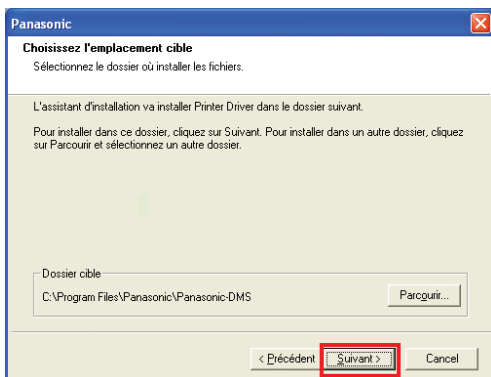 Panasonic
Choisissez l'emplacement cible
Sélectionnez le dossier où installer les fichiers.
L'assistant d'installation va installer Printer Driver dans le dossier suivant.
Pour installer dans ce dossier, cliquez sur Suivant. Pour installer dans un autre dossier, cliquez
sur Parcourir et sélectionnez un autre dossier.
Dossier cible
C:\Program Files\Panasonic\Panasonic-DMS
Parcourir...
< Précédent
Suivant >
Cancel